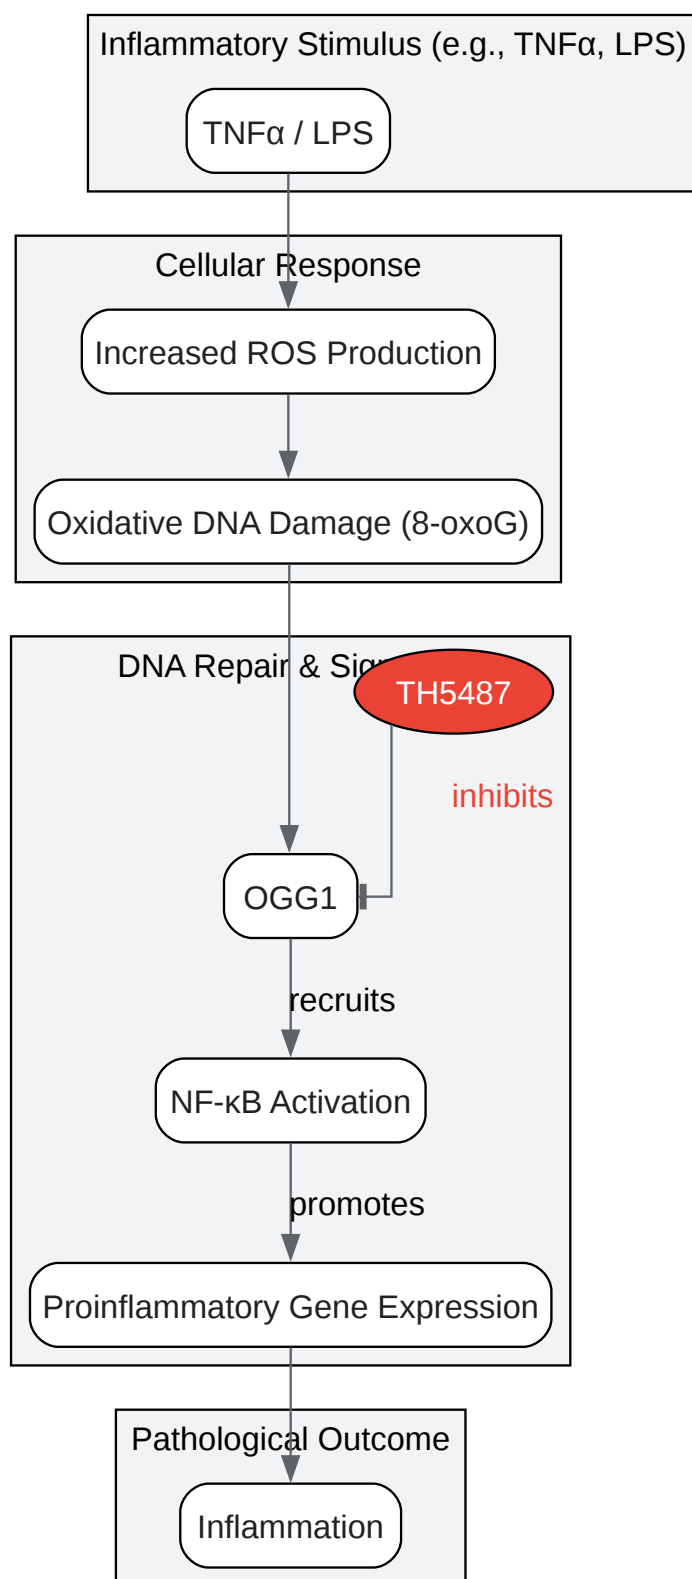 Inflammatory Stimulus (e.g., TNFα, LPS)
TNFα / LPS
Cellular Response
Increased ROS Production
Oxidative DNA Damage (8-oxoG)
DNA Repair &
TH5487
inhibits
OGG1
recruits
NF-κB Activation
promotes
Proinflammatory Gene Expression
Pathological Outcome
Inflammation